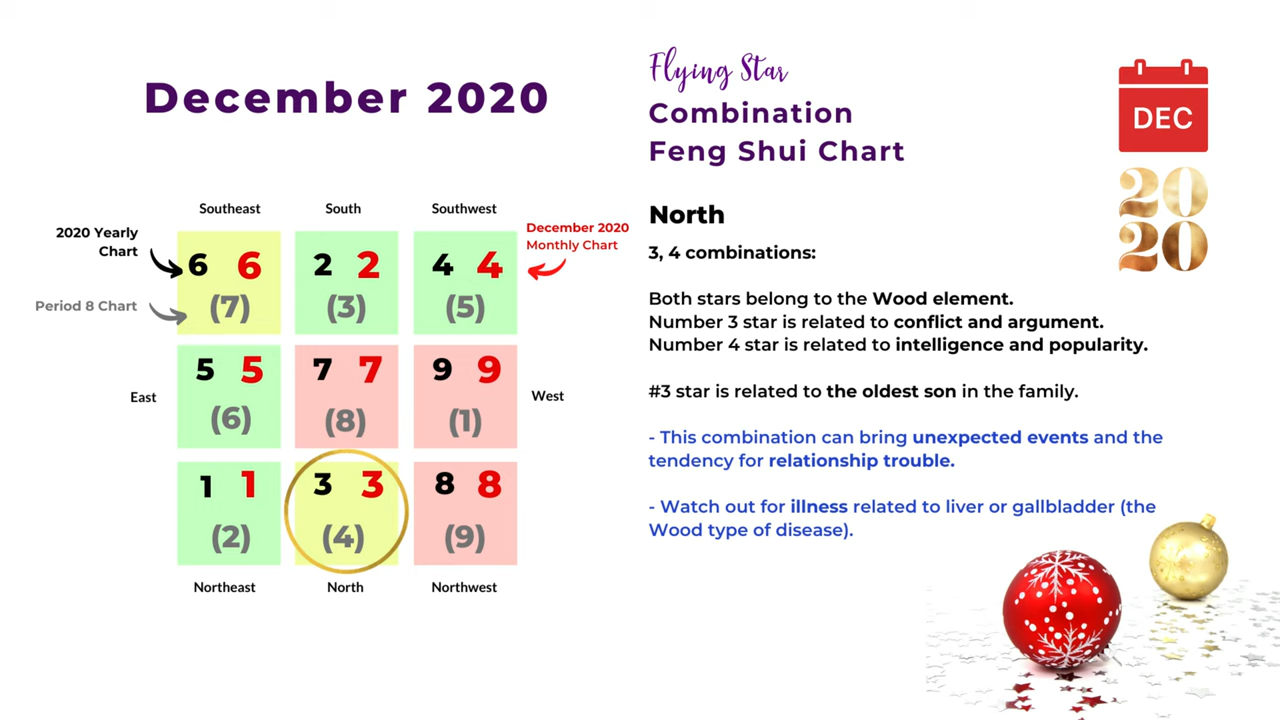 December 2020
Flying Star
Combination
Feng Shui Chart
DEC
20
20
Southeast South Southwest
2020 Yearly
Chart
Period 8 Chart
December 2020
Monthly Chart
6 6 2 2 4 4
(7) (3) (5)
East
5 5 7 7 9 9
(6) (8) (1)
West
1 1 3 3 8 8
(2) (4) (9)
Northeast North Northwest
North
3, 4 combinations:
Both stars belong to the Wood element.
Number 3 star is related to conflict and argument.
Number 4 star is related to intelligence and popularity.
#3 star is related to the oldest son in the family.
- This combination can bring unexpected events and the
tendency for relationship trouble.
- Watch out for illness related to liver or gallbladder (the
Wood type of disease).